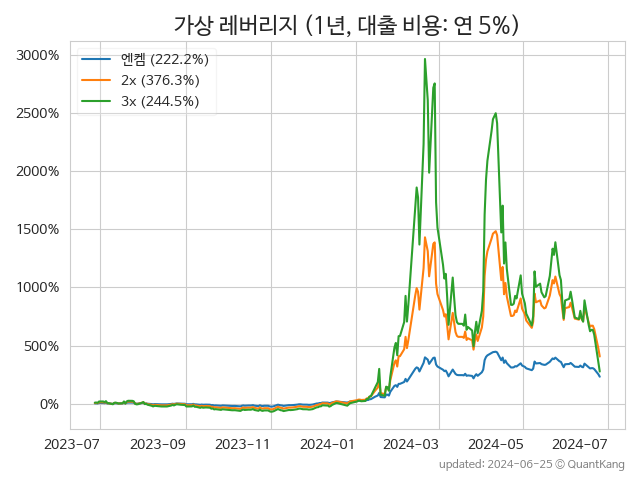 가상 레버리지 (1년, 대출 비용: 연 5%)
3000%
2500%
2000%
1500%
1000%
500%
0%
엔켐 (222.2%)
2x (376.3%)
3x (244.5%)
2023-07
2023-09
2023-11
2024-01
2024-03
2024-05
2024-07
updated: 2024-06-25 © QuantKang